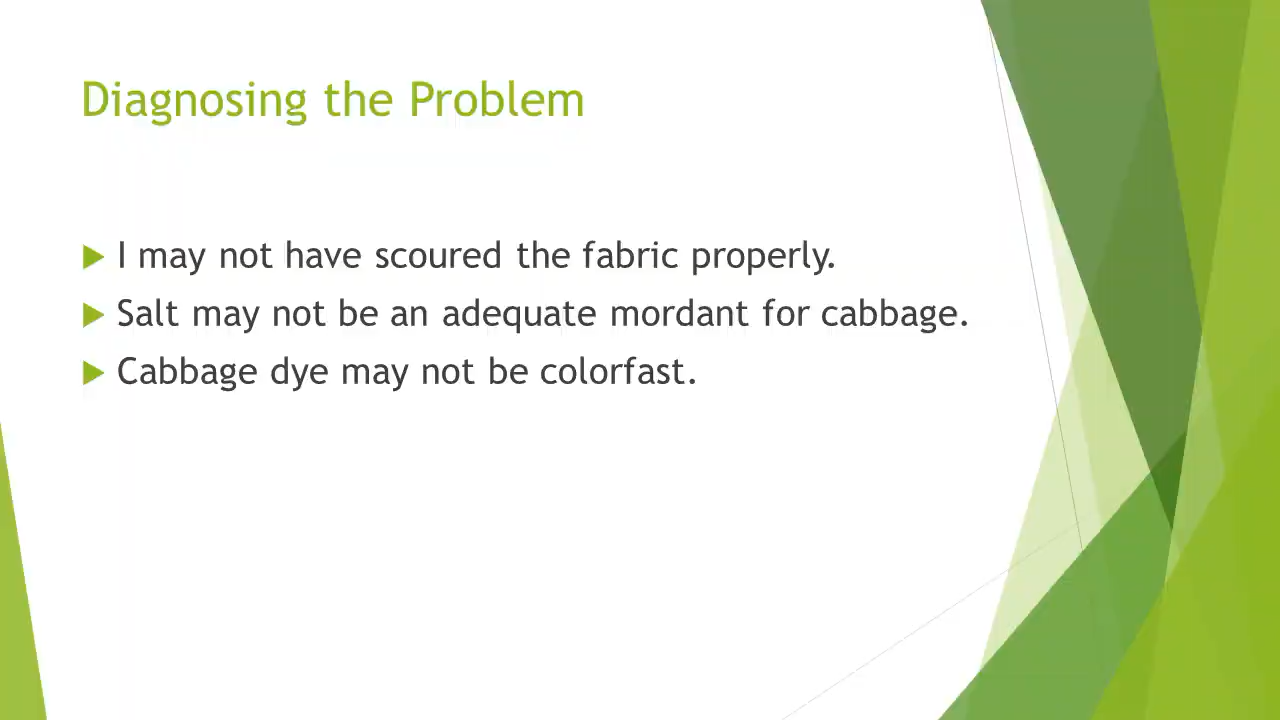 Diagnosing the Problem
I may not have scoured the fabric properly.
Salt may not be an adequate mordant for cabbage.
Cabbage dye may not be colorfast.